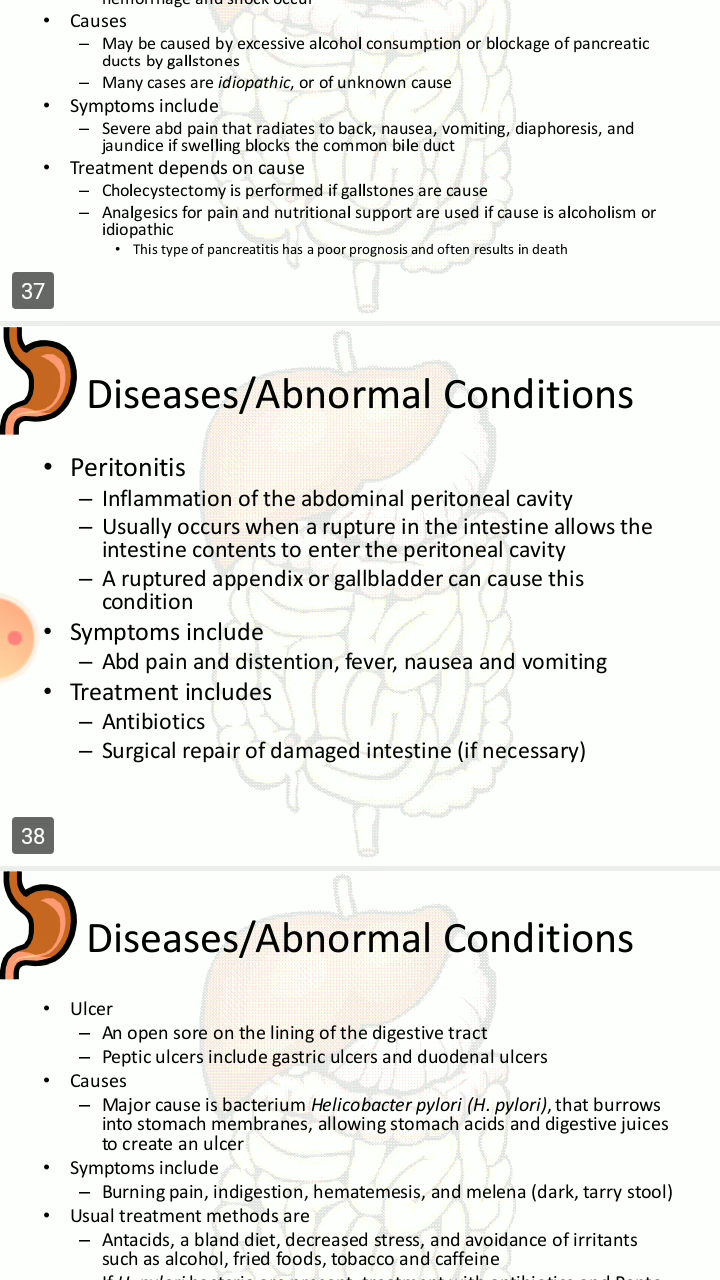 hemorrhage and shock occur
• Causes
– May be caused by excessive alcohol consumption or blockage of pancreatic
ducts by gallstones
– Many cases are idiopathic, or of unknown cause
• Symptoms include
– Severe abd pain that radiates to back, nausea, vomiting, diaphoresis, and
jaundice if swelling blocks the common bile duct
• Treatment depends on cause
– Cholecystectomy is performed if gallstones are cause
– Analgesics for pain and nutritional support are used if cause is alcoholism or
idiopathic
• This type of pancreatitis has a poor prognosis and often results in death
37
Diseases/Abnormal Conditions
• Peritonitis
– Inflammation of the abdominal peritoneal cavity
– Usually occurs when a rupture in the intestine allows the
intestine contents to enter the peritoneal cavity
– A ruptured appendix or gallbladder can cause this
condition
• Symptoms include
– Abd pain and distention, fever, nausea and vomiting
• Treatment includes
– Antibiotics
– Surgical repair of damaged intestine (if necessary)
38
Diseases/Abnormal Conditions
• Ulcer
– An open sore on the lining of the digestive tract
– Peptic ulcers include gastric ulcers and duodenal ulcers
• Causes
– Major cause is bacterium Helicobacter pylori (H. pylori), that burrows
into stomach membranes, allowing stomach acids and digestive juices
to create an ulcer
• Symptoms include
– Burning pain, indigestion, hematemesis, and melena (dark, tarry stool)
• Usual treatment methods are
– Antacids, a bland diet, decreased stress, and avoidance of irritants
such as alcohol, fried foods, tobacco and caffeine